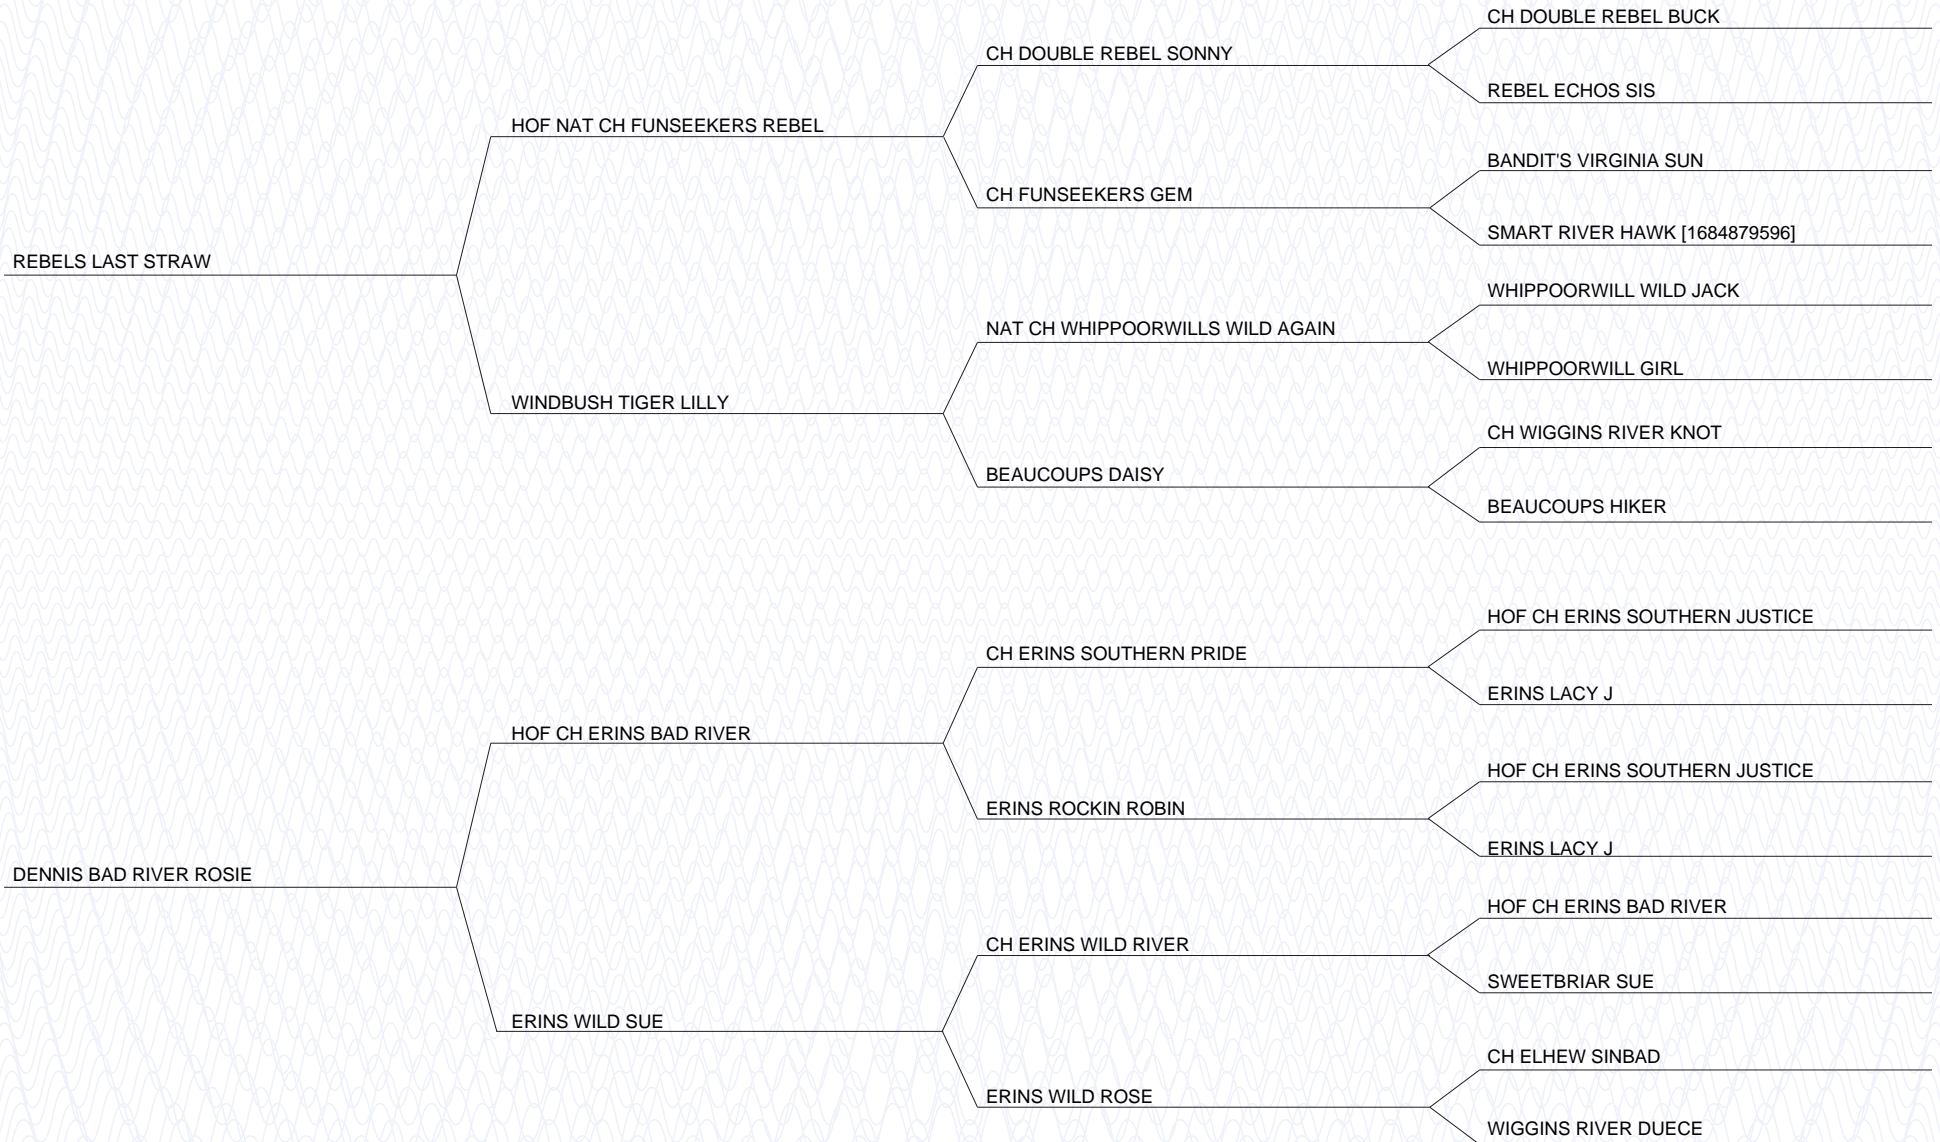 CH DOUBLE REBEL BUCK
CH DOUBLE REBEL SONNY
REBEL ECHOS SIS
HOF NAT CH FUNSEEKERS REBEL
BANDIT'S VIRGINIA SUN
CH FUNSEEKERS GEM
SMART RIVER HAWK [1684879596]
REBELS LAST STRAW
WHIPPOORWILL WILD JACK
NAT CH WHIPPOORWILLS WILD AGAIN
WHIPPOORWILL GIRL
WINDBUSH TIGER LILLY
CH WIGGINS RIVER KNOT
BEAUCOUPS DAISY
BEAUCOUPS HIKER
HOF CH ERINS SOUTHERN JUSTICE
CH ERINS SOUTHERN PRIDE
ERINS LACY J
HOF CH ERINS BAD RIVER
HOF CH ERINS SOUTHERN JUSTICE
ERINS ROCKIN ROBIN
ERINS LACY J
DENNIS BAD RIVER ROSIE
HOF CH ERINS BAD RIVER
CH ERINS WILD RIVER
SWEETBRIAR SUE
ERINS WILD SUE
CH ELHEW SINBAD
ERINS WILD ROSE
WIGGINS RIVER DUECE